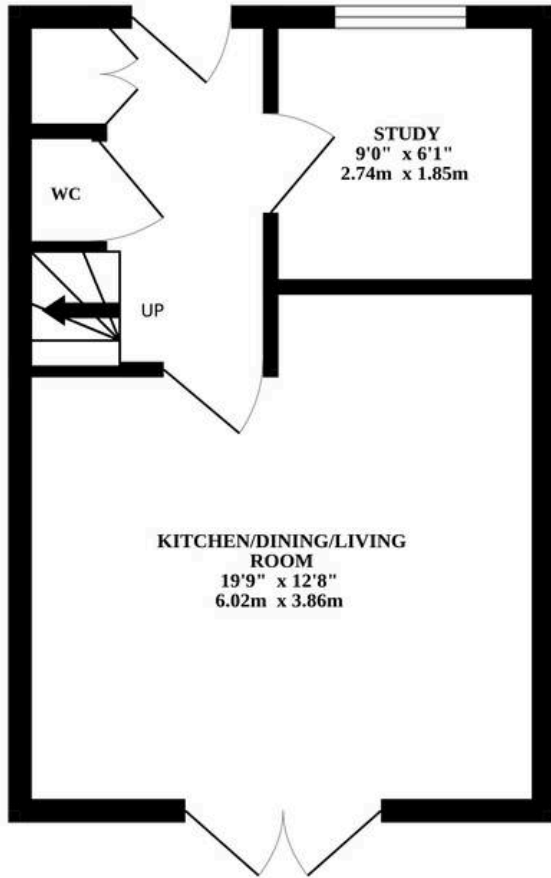 STUDY
9'0" x 6'1"
2.74m x 1.85m
WC
UP
KITCHEN/DINING/LIVING
ROOM
19'9" x 12'8"
6.02m x 3.86m